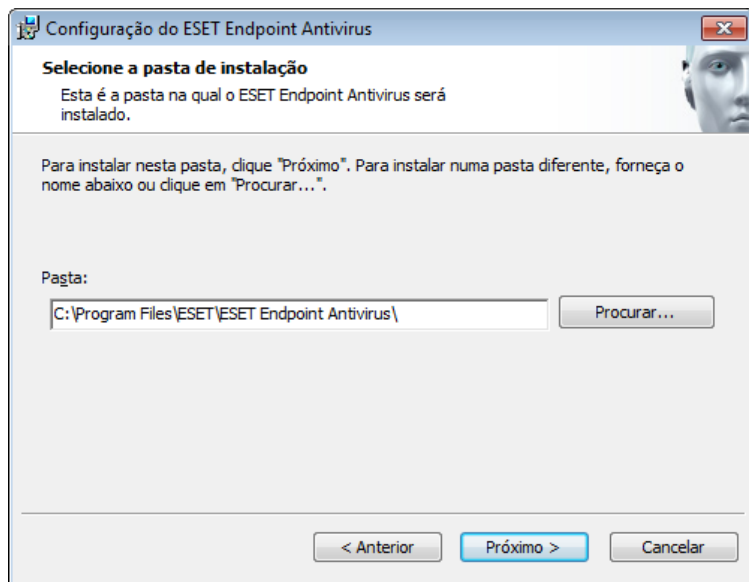 Configuração do ESET Endpoint Antivirus
Selecione a pasta de instalação
Esta é a pasta na qual o ESET Endpoint Antivirus será
instalado.
Para instalar nesta pasta, clique "Próximo". Para instalar numa pasta diferente, forneça o
nome abaixo ou clique em "Procurar...".
Pasta:
C:\Program Files\ESET\ESET Endpoint Antivirus\
Procurar...
< Anterior
Próximo >
Cancelar